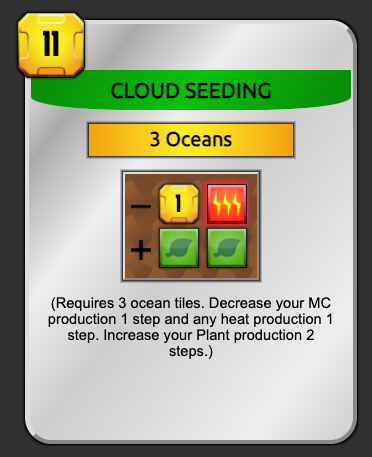 11
CLOUD SEEDING
3 Oceans
– 1
+
(Requires 3 ocean tiles. Decrease your MC
production 1 step and any heat production 1
step. Increase your Plant production 2
steps.)